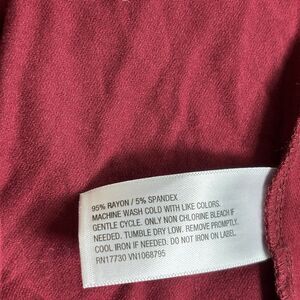 95% RAYON / 5% SPANDEX
MACHINE WASH COLD WITH LIKE COLORS.
GENTLE CYCLE. ONLY NON CHLORINE BLEACH IF
NEEDED. TUMBLE DRY LOW. REMOVE PROMPTLY.
COOL IRON IF NEEDED. DO NOT IRON ON LABEL.
RN17730 VN1068795